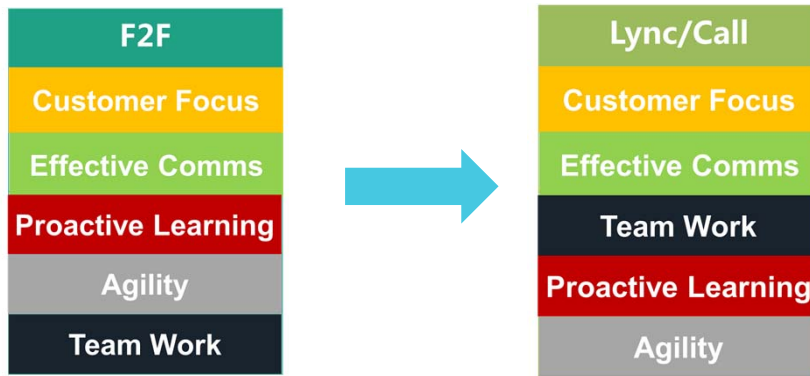 F2F
Customer Focus
Effective Comms
Proactive Learning
Agility
Team Work
Lync/Call
Customer Focus
Effective Comms
Team Work
Proactive Learning
Agility